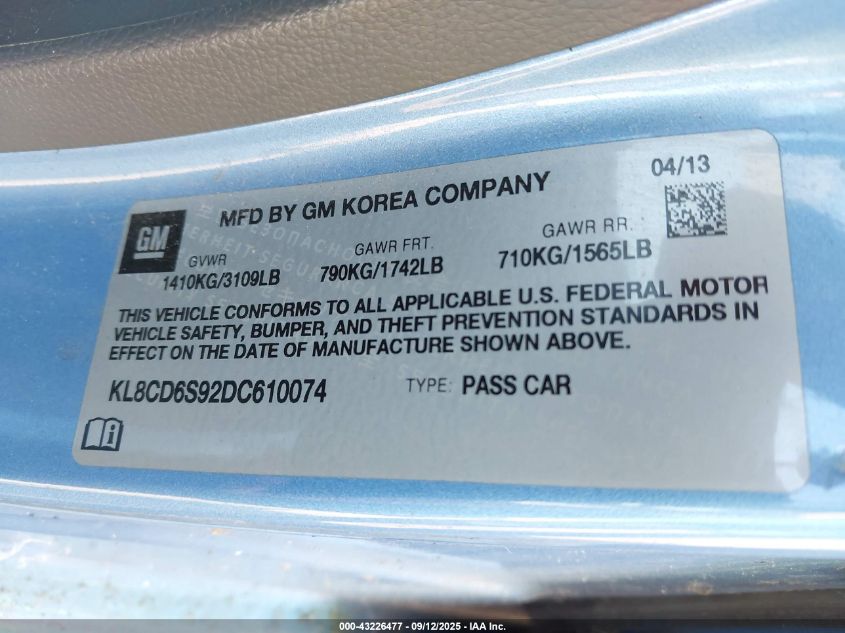 04/13
MFD BY GM KOREA COMPANY
GM
GVWR GAWR FRT. GAWR RR.
1410KG/3109LB 790KG/1742LB 710KG/1565LB
THIS VEHICLE CONFORMS TO ALL APPLICABLE U.S. FEDERAL MOTOR
VEHICLE SAFETY, BUMPER, AND THEFT PREVENTION STANDARDS IN
EFFECT ON THE DATE OF MANUFACTURE SHOWN ABOVE.
KL8CD6S92DC610074 TYPE: PASS CAR
000-43226477 - 09/12/2025 - IAA Inc.